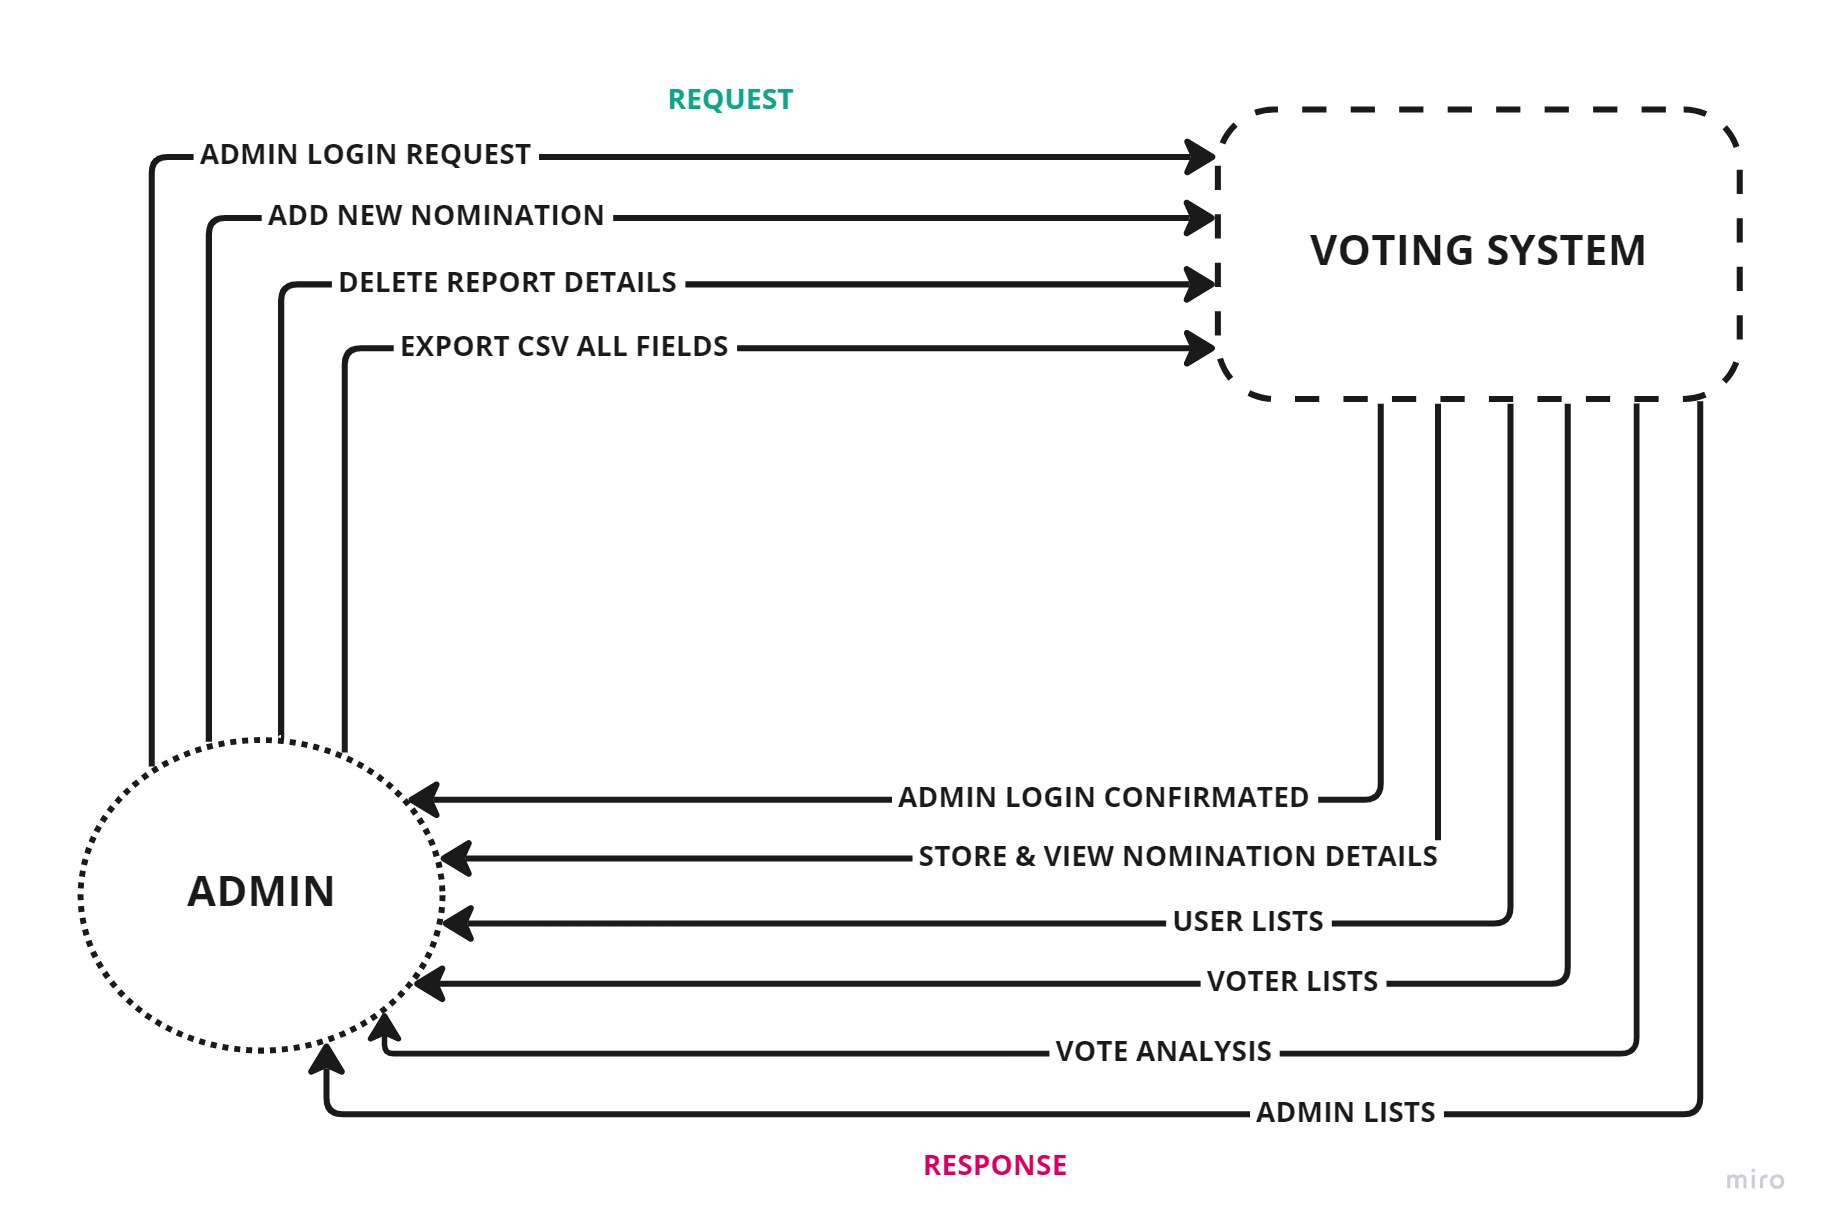 REQUEST
ADMIN LOGIN REQUEST
ADD NEW NOMINATION
DELETE REPORT DETAILS
EXPORT CSV ALL FIELDS
VOTING SYSTEM
ADMIN LOGIN CONFIRMATED
STORE & VIEW NOMINATION DETAILS
ADMIN
USER LISTS
VOTER LISTS
VOTE ANALYSIS
ADMIN LISTS
RESPONSE
miro